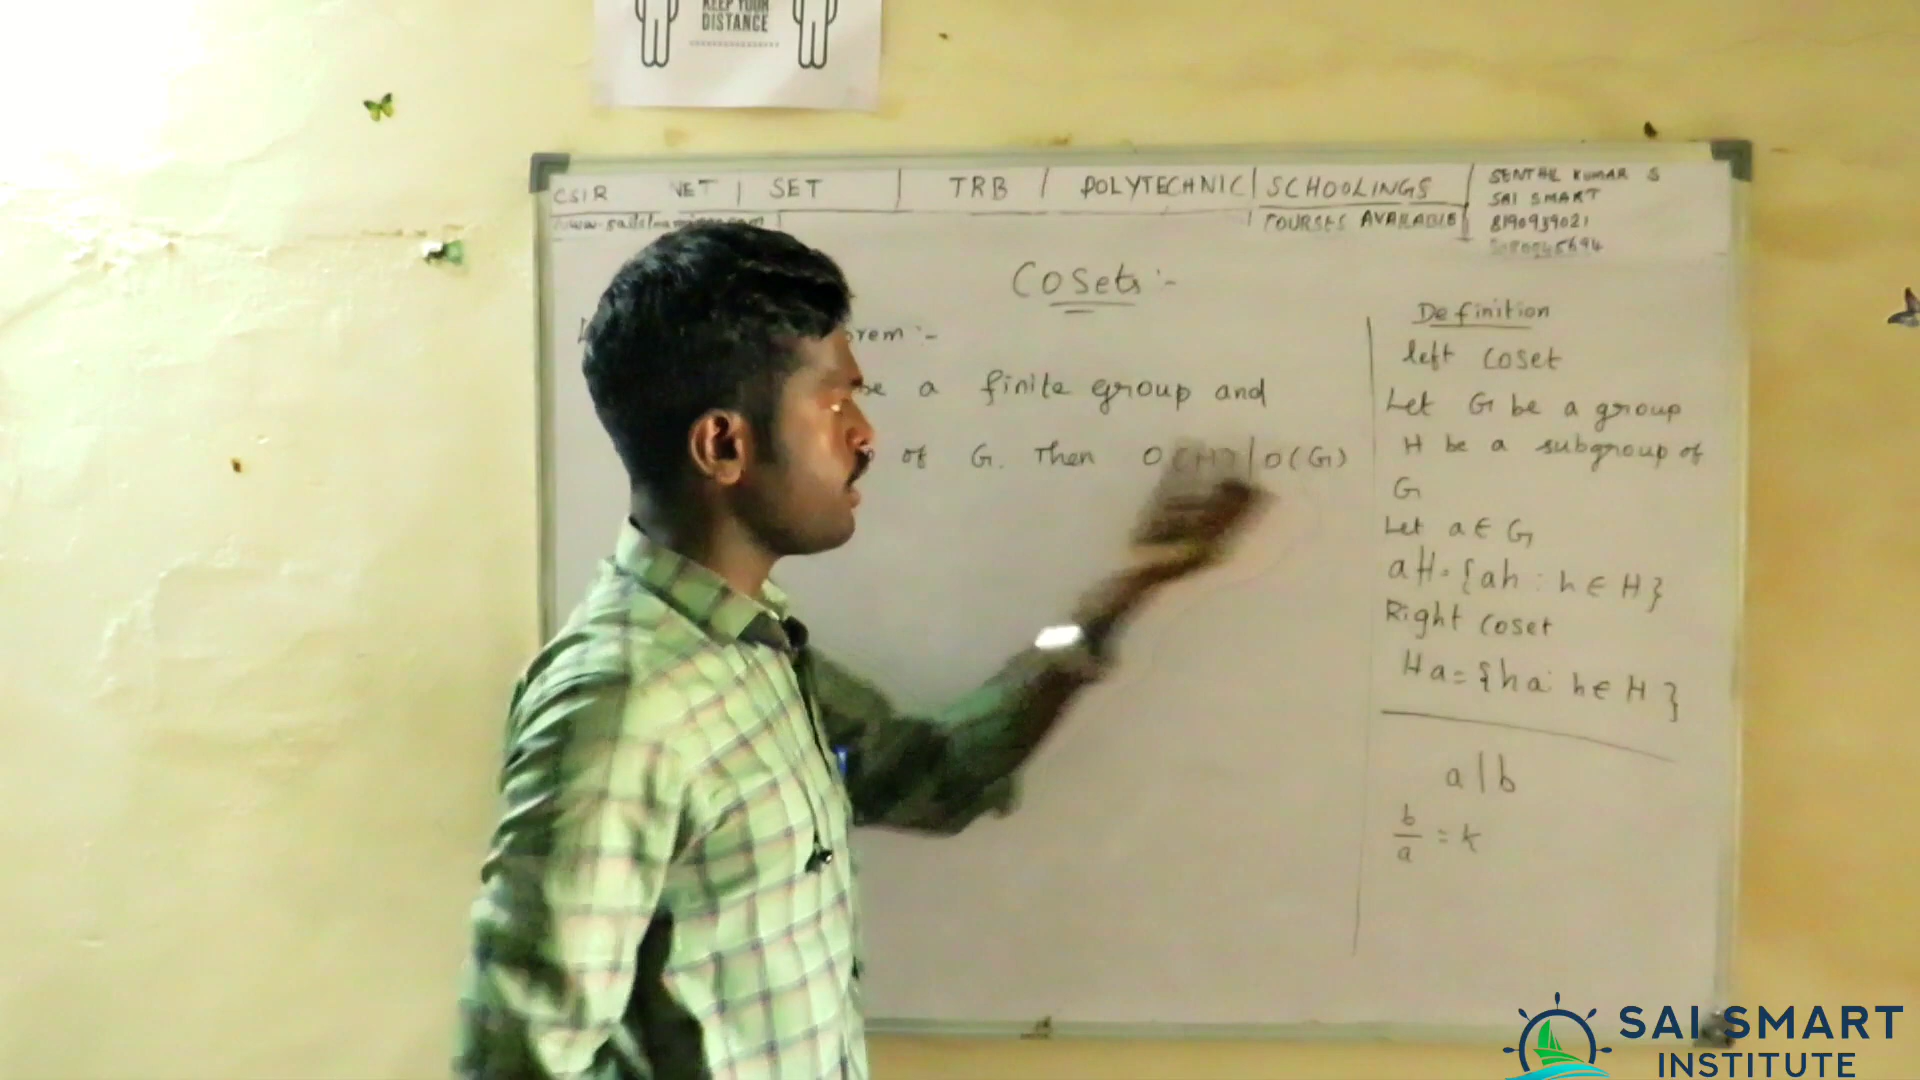 KEEP YOUR
DISTANCE
CSIR NET | SET | TRB | POLYTECHNIC | SCHOOLINGS
COURSES AVAILABLE
SENTHIL KUMAR S
SAI SMART
8190939021
Cosets :-
orem :-
be a finite group and
of G. Then O(H) | O(G)
Definition
left coset
Let G be a group
H be a subgroup of
G
Let a ∈ G
aH = {ah : h ∈ H}
Right coset
Ha = {ha : h ∈ H}
a | b
b/a = k
SAI SMART
INSTITUTE